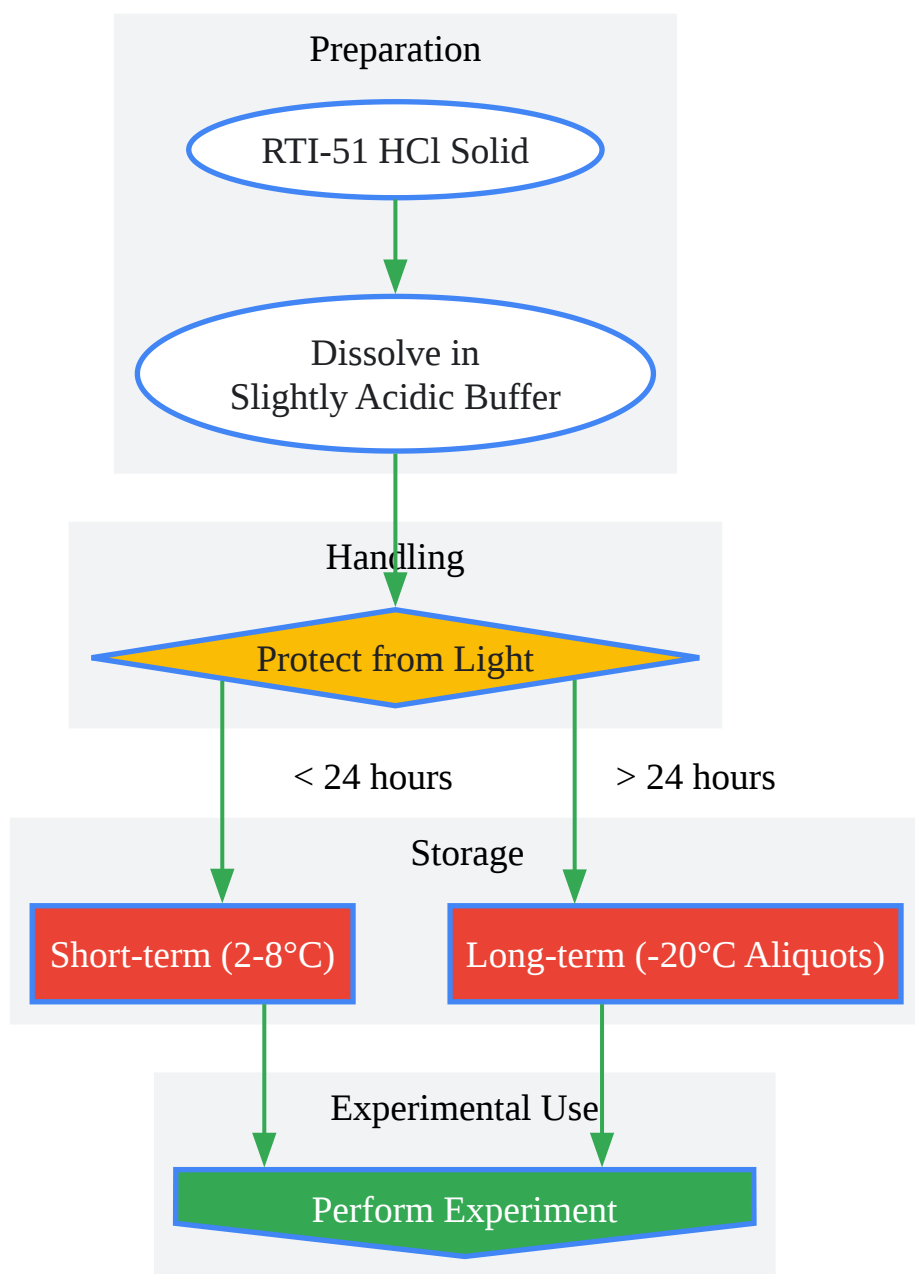 Preparation
RTI-51 HCl Solid
Dissolve in
Slightly Acidic Buffer
Handling
Protect from Light
< 24 hours
> 24 hours
Storage
Short-term (2-8°C)
Long-term (-20°C Aliquots)
Experimental Use
Perform Experiment